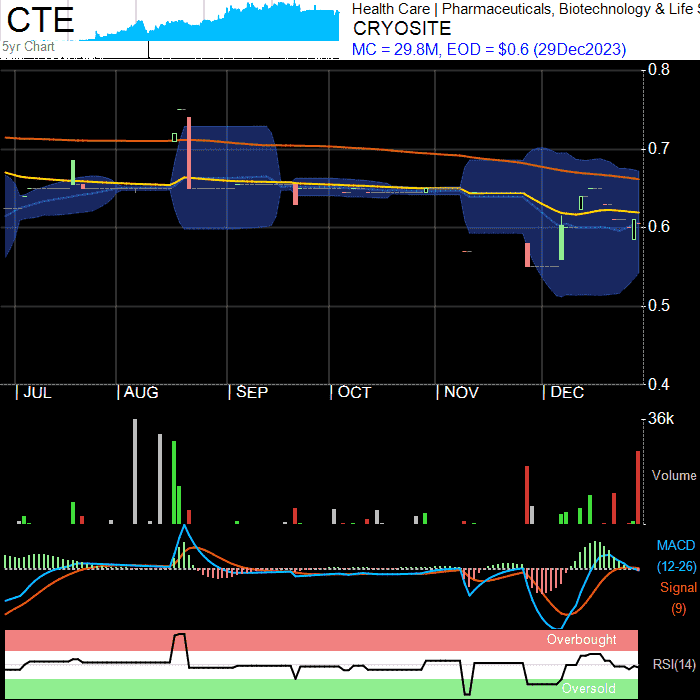 CTE
5yr Chart
Health Care | Pharmaceuticals, Biotechnology & Life S
CRYOSITE
MC = 29.8M, EOD = $0.6 (29Dec2023)
0.8
0.7
0.6
0.5
0.4
| JUL | AUG | SEP | OCT | NOV | DEC
36k
Volume
MACD
(12-26)
Signal
(9)
Overbought
RSI(14)
Oversold